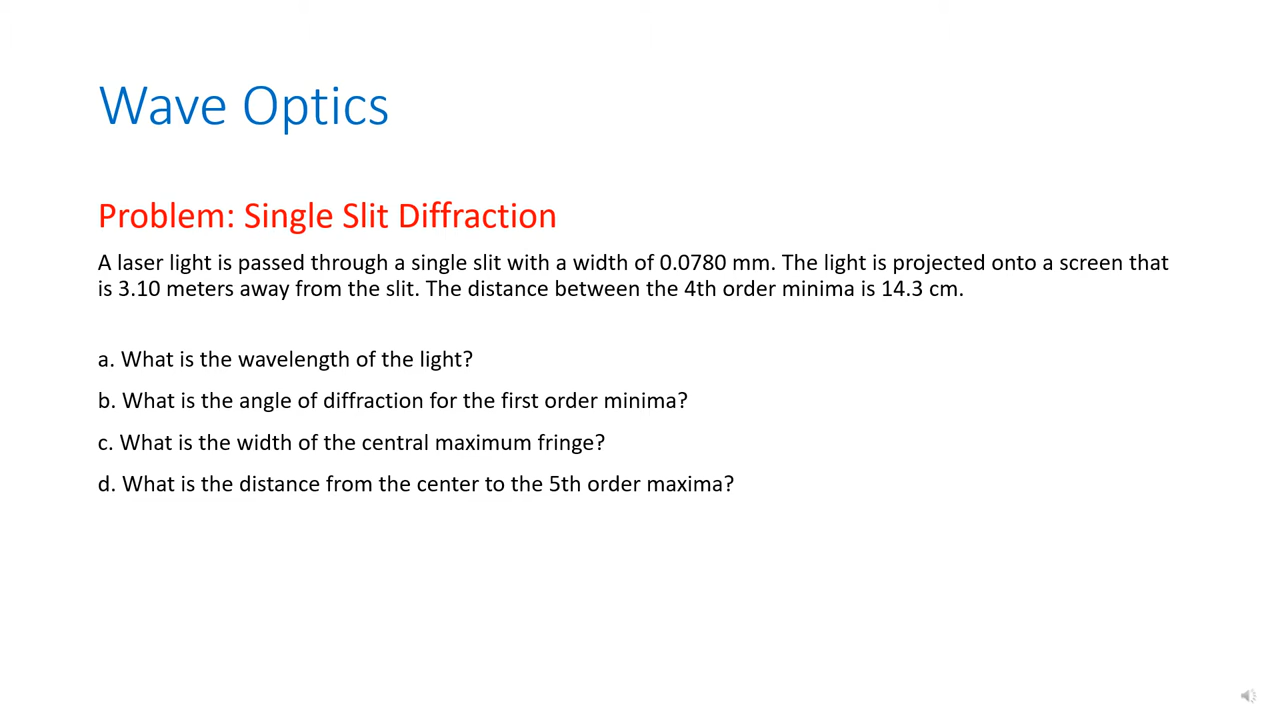 Wave Optics
Problem: Single Slit Diffraction
A laser light is passed through a single slit with a width of 0.0780 mm. The light is projected onto a screen that
is 3.10 meters away from the slit. The distance between the 4th order minima is 14.3 cm.
a. What is the wavelength of the light?
b. What is the angle of diffraction for the first order minima?
c. What is the width of the central maximum fringe?
d. What is the distance from the center to the 5th order maxima?